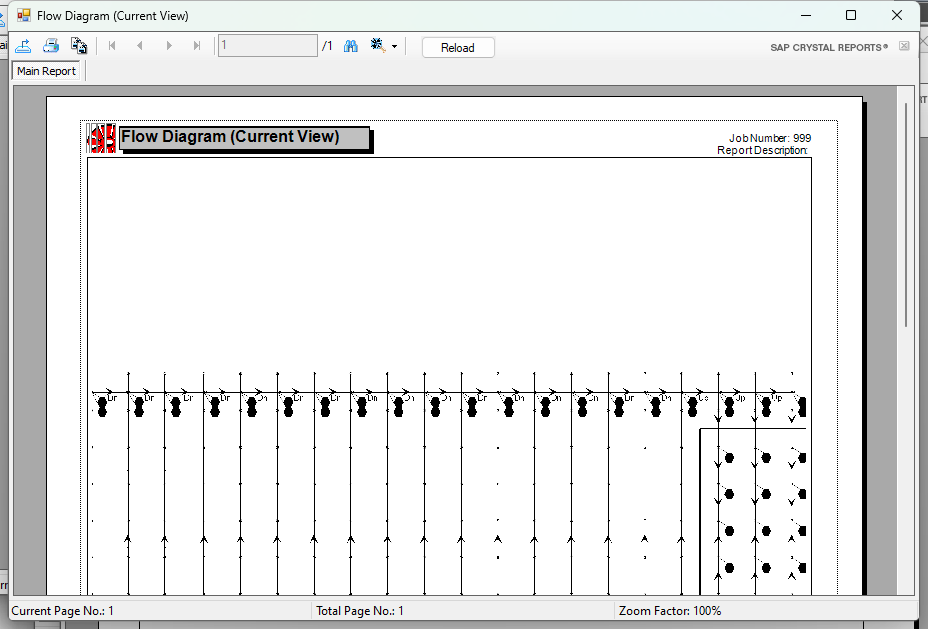 Flow Diagram (Current View)
1 /1 Reload SAP CRYSTAL REPORTS®
Main Report
Flow Diagram (Current View)
Job Number: 999
Report Description:
Current Page No.: 1 Total Page No.: 1 Zoom Factor: 100%